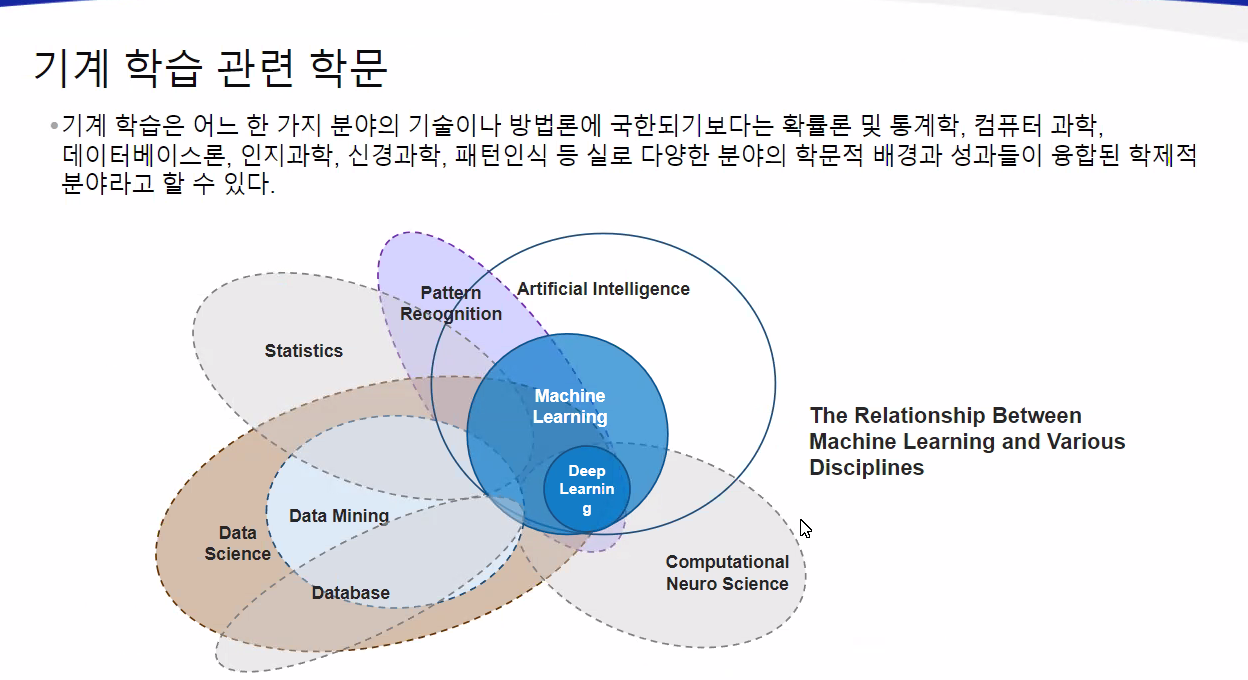 기계 학습 관련 학문
•기계 학습은 어느 한 가지 분야의 기술이나 방법론에 국한되기보다는 확률론 및 통계학, 컴퓨터 과학,
데이터베이스론, 인지과학, 신경과학, 패턴인식 등 실로 다양한 분야의 학문적 배경과 성과들이 융합된 학제적
분야라고 할 수 있다.
Pattern
Recognition
Artificial Intelligence
Statistics
Machine
Learning
The Relationship Between
Machine Learning and Various
Disciplines
Deep
Learnin
g
Data Mining
Data
Science
Database
Computational
Neuro Science